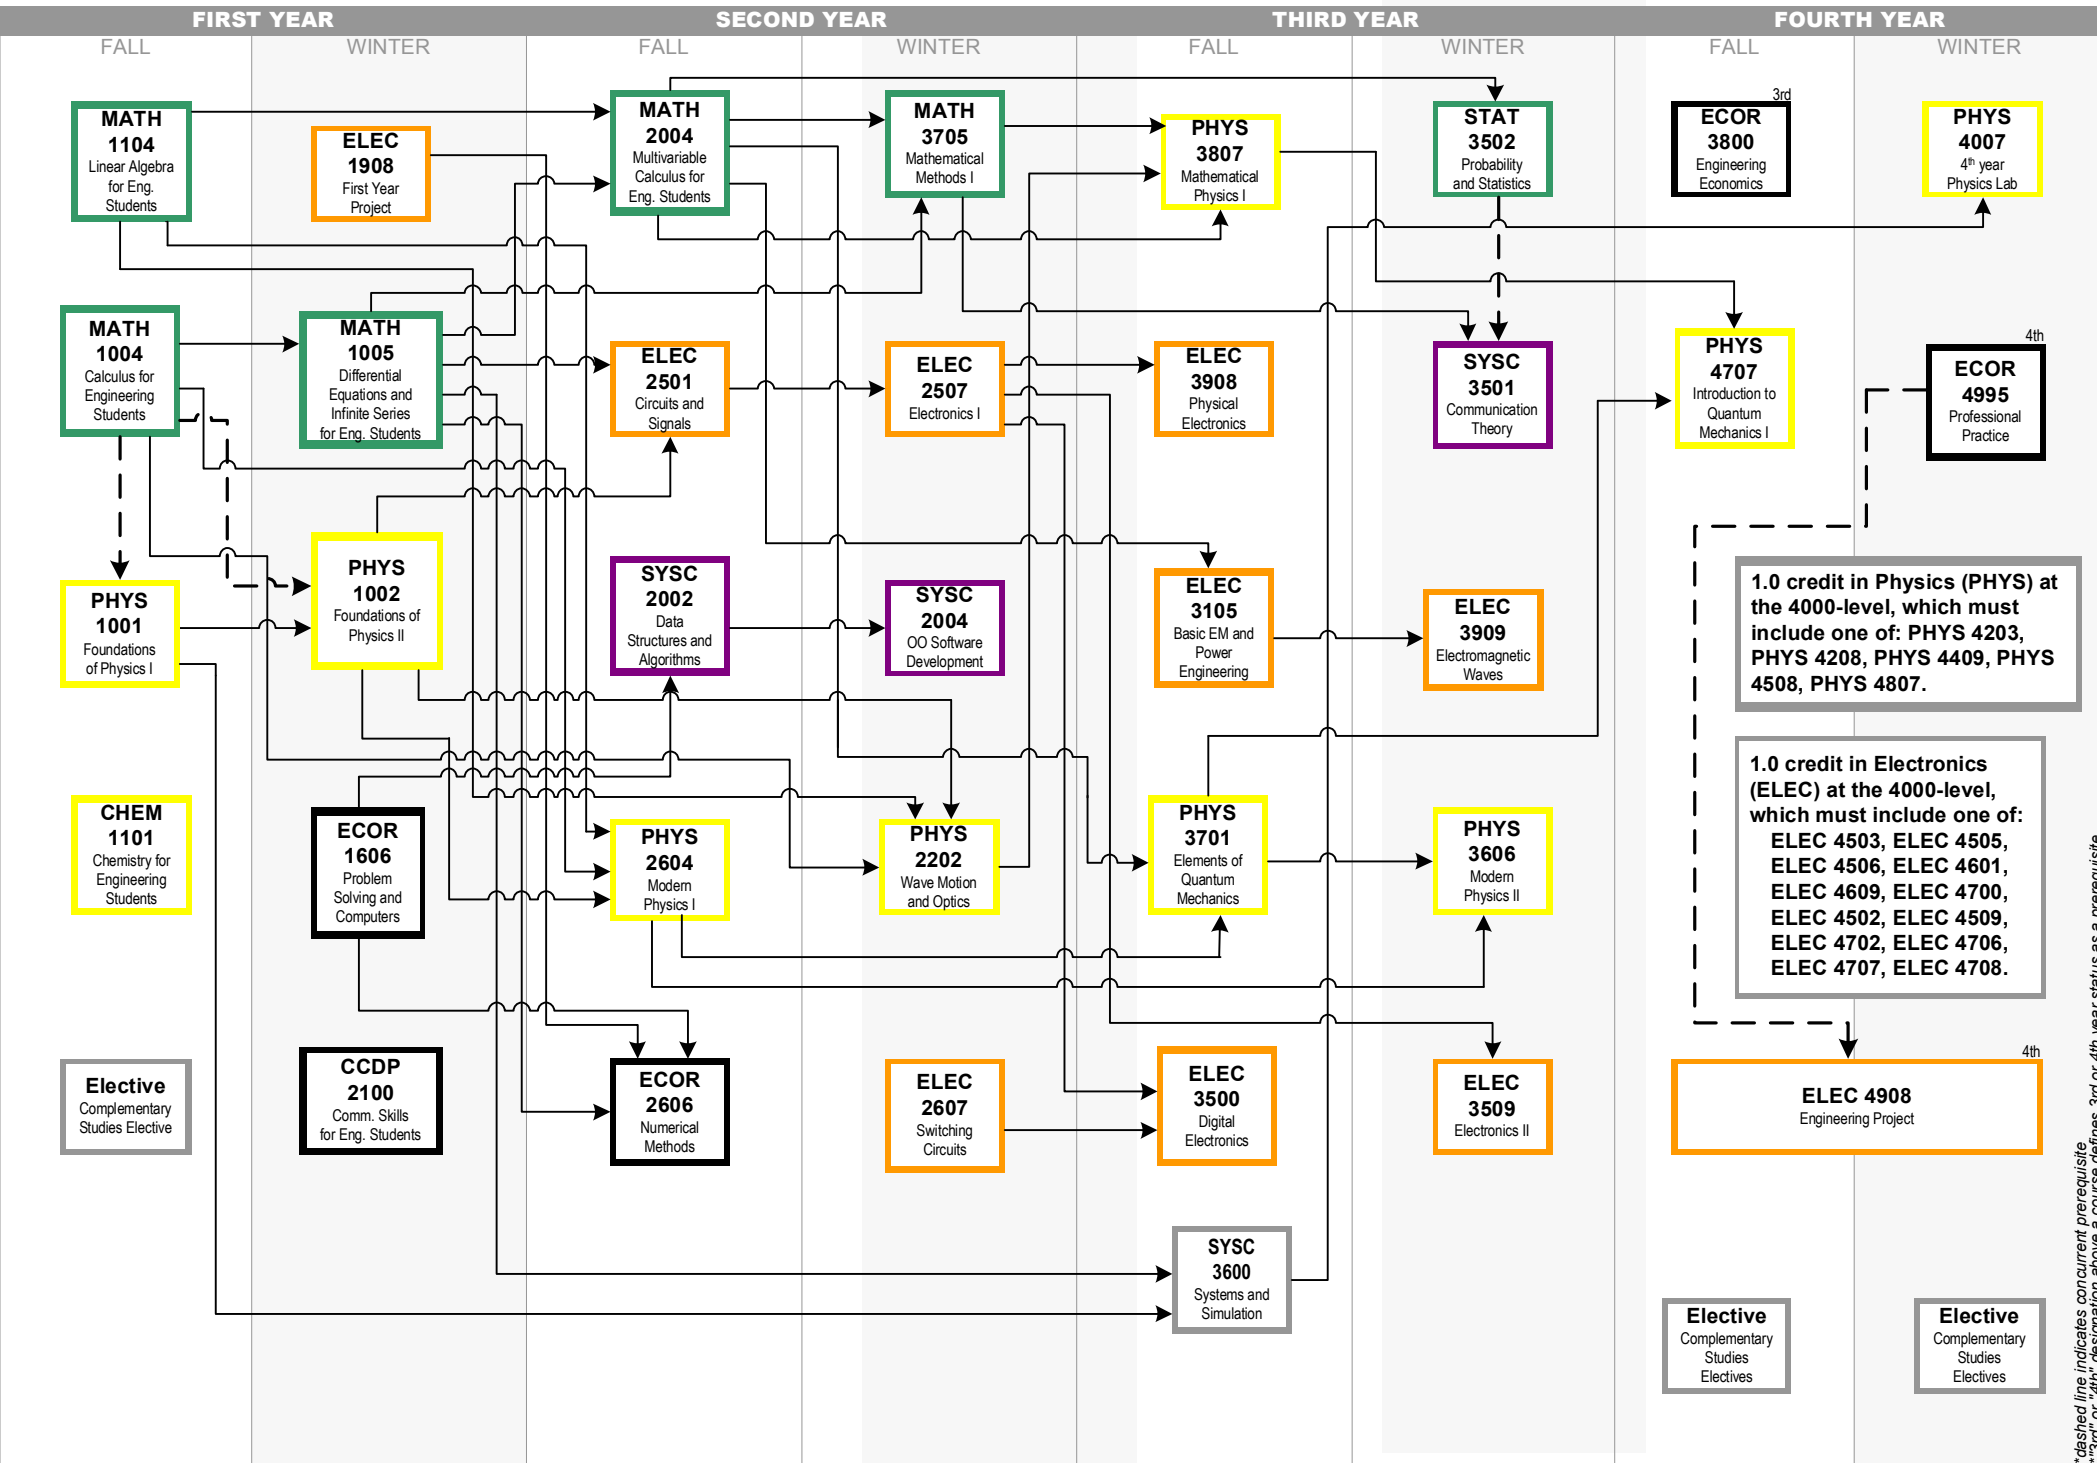 FIRST YEAR
SECOND YEAR
THIRD YEAR
FOURTH YEAR
FALL
WINTER
FALL
WINTER
FALL
WINTER
FALL
WINTER
MATH
1104
Linear Algebra
for Eng.
Students
ELEC
1908
First Year
Project
MATH
2004
Multivariable
Calculus for
Eng. Students
MATH
3705
Mathematical
Methods I
PHYS
3807
Mathematical
Physics I
STAT
3502
Probability
and Statistics
3rd
ECOR
3800
Engineering
Economics
PHYS
4007
4th year
Physics Lab
MATH
1004
Calculus for
Engineering
Students
MATH
1005
Differential
Equations and
Infinite Series
for Eng. Students
ELEC
2501
Circuits and
Signals
ELEC
2507
Electronics I
ELEC
3908
Physical
Electronics
SYSC
3501
Communication
Theory
PHYS
4707
Introduction to
Quantum
Mechanics I
4th
ECOR
4995
Professional
Practice
PHYS
1001
Foundations
of Physics I
PHYS
1002
Foundations of
Physics II
SYSC
2002
Data
Structures and
Algorithms
SYSC
2004
OO Software
Development
ELEC
3105
Basic EM and
Power
Engineering
ELEC
3909
Electromagnetic
Waves
1.0 credit in Physics (PHYS) at
the 4000-level, which must
include one of: PHYS 4203,
PHYS 4208, PHYS 4409, PHYS
4508, PHYS 4807.
CHEM
1101
Chemistry for
Engineering
Students
ECOR
1606
Problem
Solving and
Computers
PHYS
2604
Modern
Physics I
PHYS
2202
Wave Motion
and Optics
PHYS
3701
Elements of
Quantum
Mechanics
PHYS
3606
Modern
Physics II
1.0 credit in Electronics
(ELEC) at the 4000-level,
which must include one of:
ELEC 4503, ELEC 4505,
ELEC 4506, ELEC 4601,
ELEC 4609, ELEC 4700,
ELEC 4502, ELEC 4509,
ELEC 4702, ELEC 4706,
ELEC 4707, ELEC 4708.
Elective
Complementary
Studies Elective
CCDP
2100
Comm. Skills
for Eng. Students
ECOR
2606
Numerical
Methods
ELEC
2607
Switching
Circuits
ELEC
3500
Digital
Electronics
ELEC
3509
Electronics II
4th
ELEC 4908
Engineering Project
SYSC
3600
Systems and
Simulation
Elective
Complementary
Studies
Electives
Elective
Complementary
Studies
Electives
*dashed line indicates concurrent prerequisite
*"3rd" or "4th" designation above a course defines 3rd or 4th year status as a prerequisite